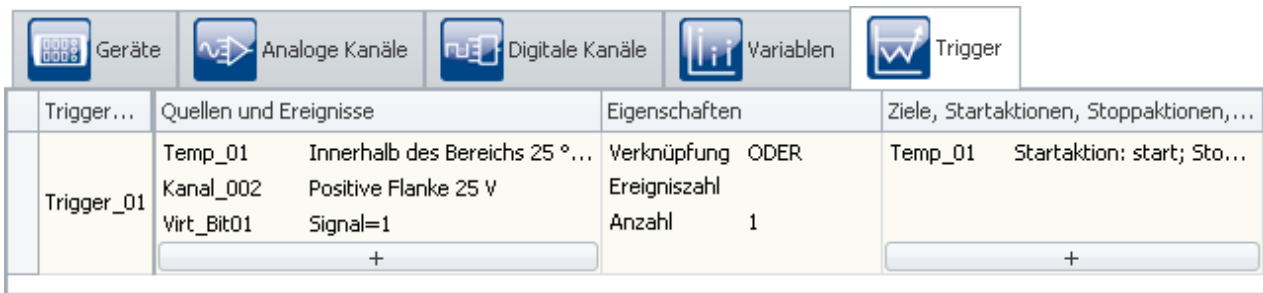 Geräte Analoge Kanäle Digitale Kanäle Variablen Trigger
Trigger... Quellen und Ereignisse Eigenschaften Ziele, Startaktionen, Stoppaktionen,...
Temp_01 Innerhalb des Bereichs 25 °... Verknüpfung ODER Temp_01 Startaktion: start; Sto...
Kanal_002 Positive Flanke 25 V Ereigniszahl
Trigger_01
Virt_Bit01 Signal=1 Anzahl 1
+ +